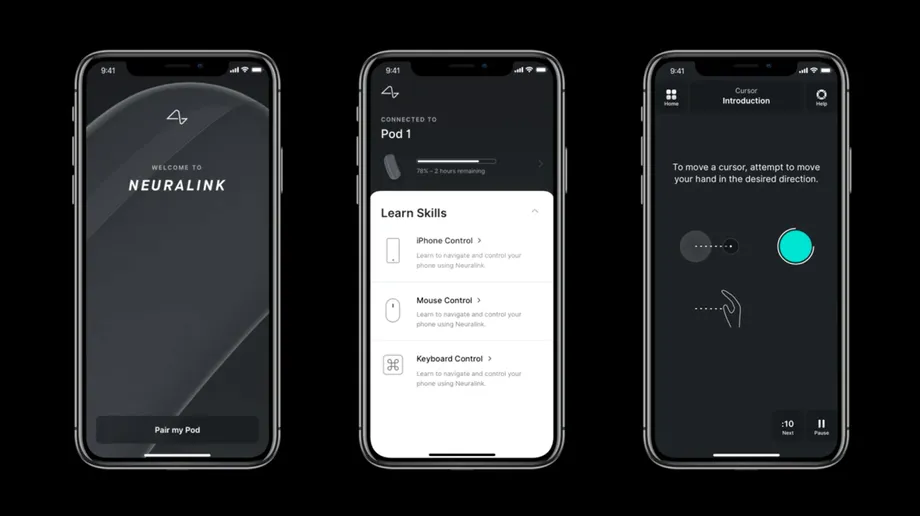 9:41
WELCOME TO
NEURALINK
Pair my Pod
9:41
CONNECTED TO
Pod 1
78% – 2 hours remaining
Learn Skills
iPhone Control
Learn to navigate and control your
phone using Neuralink.
Mouse Control
Learn to navigate and control your
phone using Neuralink.
Keyboard Control
Learn to navigate and control your
phone using Neuralink.
9:41
Cursor
Introduction
Home
Help
To move a cursor, attempt to move
your hand in the desired direction.
:10
Next
Pause